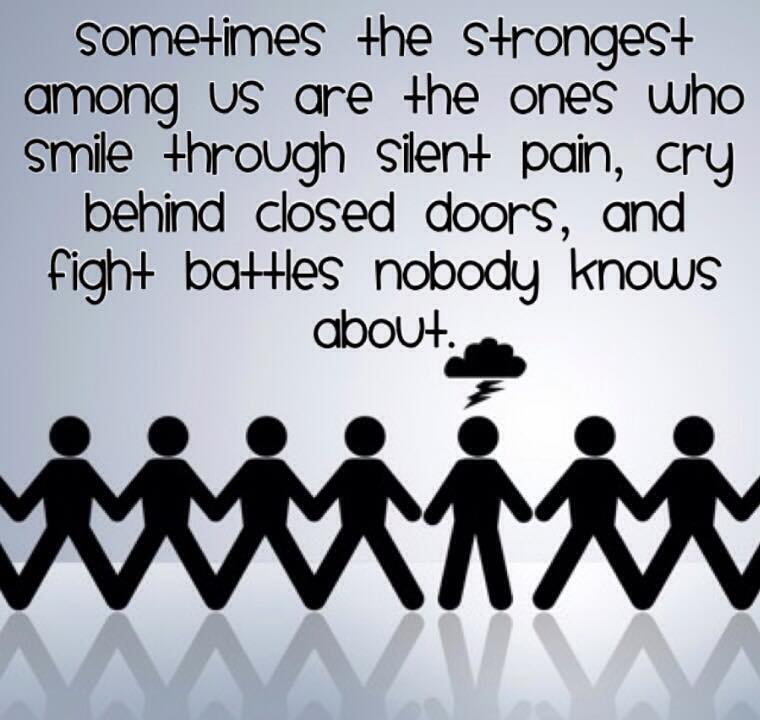 sometimes the strongest
among us are the ones who
smile through silent pain, cry
behind closed doors, and
fight battles nobody knows
about.